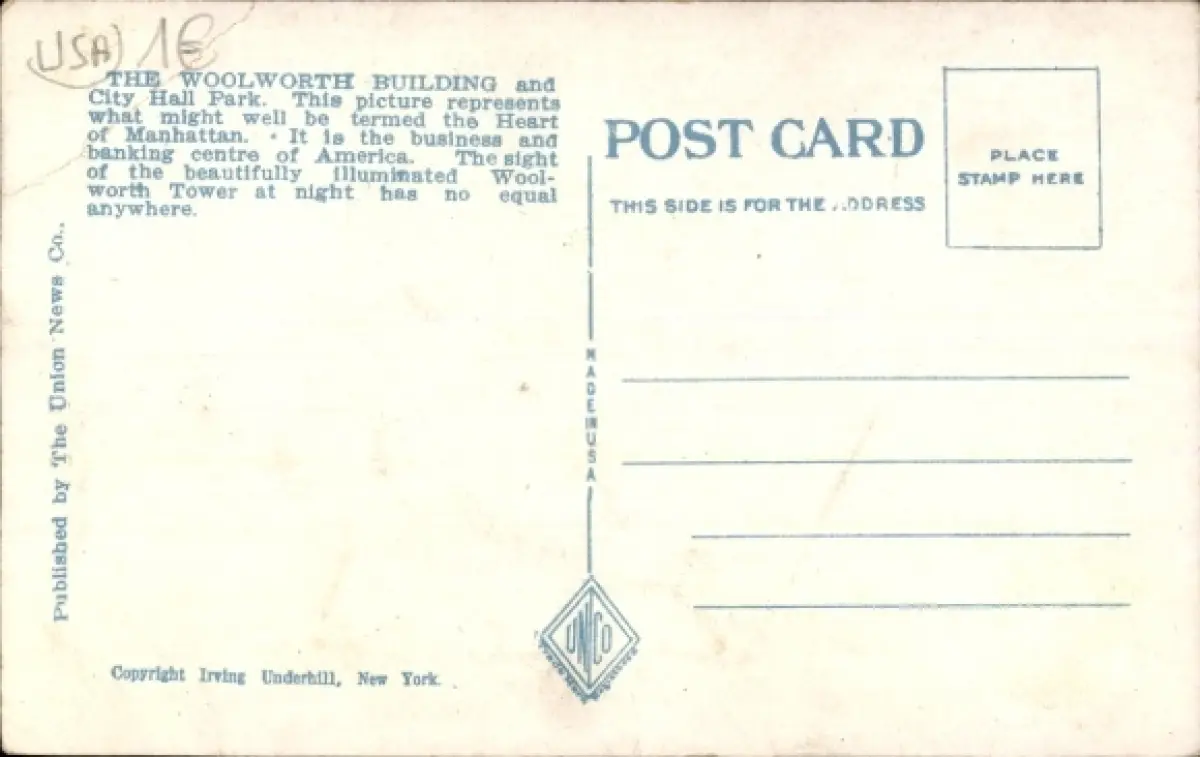 USA) 1€
THE WOOLWORTH BUILDING and
City Hall Park. This picture represents
what might well be termed the Heart
of Manhattan. It is the business and
banking centre of America. The sight
of the beautifully illuminated Wool-
worth Tower at night has no equal
anywhere.
Published by The Union News Co.,
Copyright Irving Underhill, New York.
MADE IN USA
UNCO
Trade Mark
POST CARD
THIS SIDE IS FOR THE ..DDRESS
PLACE
STAMP HERE